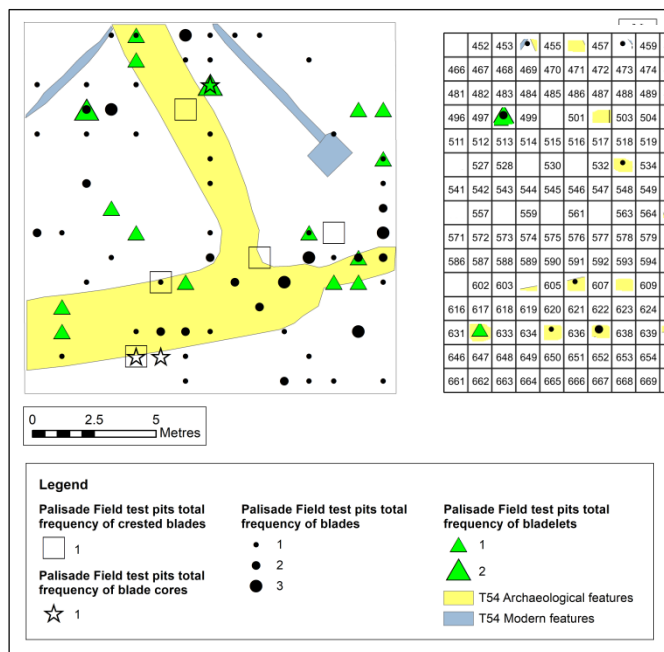 452 453 455 457 459
466 467 468 469 470 471 472 473 474
481 482 483 484 485 486 487 488 489
496 497 499 501 503 504
511 512 513 514 515 516 517 518 519
527 528 530 532 534
541 542 543 544 545 546 547 548 549
557 559 561 563 564
571 572 573 574 575 576 577 578 579
586 587 588 589 590 591 592 593 594
602 603 605 607 609
616 617 618 619 620 621 622 623 624
631 633 634 636 638 639
646 647 648 649 650 651 652 653 654
661 662 663 664 665 666 667 668 669
0 2.5 5
Metres
Legend
Palisade Field test pits total
frequency of crested blades
1
Palisade Field test pits total
frequency of blade cores
1
Palisade Field test pits total
frequency of blades
1
2
3
Palisade Field test pits total
frequency of bladelets
1
2
T54 Archaeological features
T54 Modern features